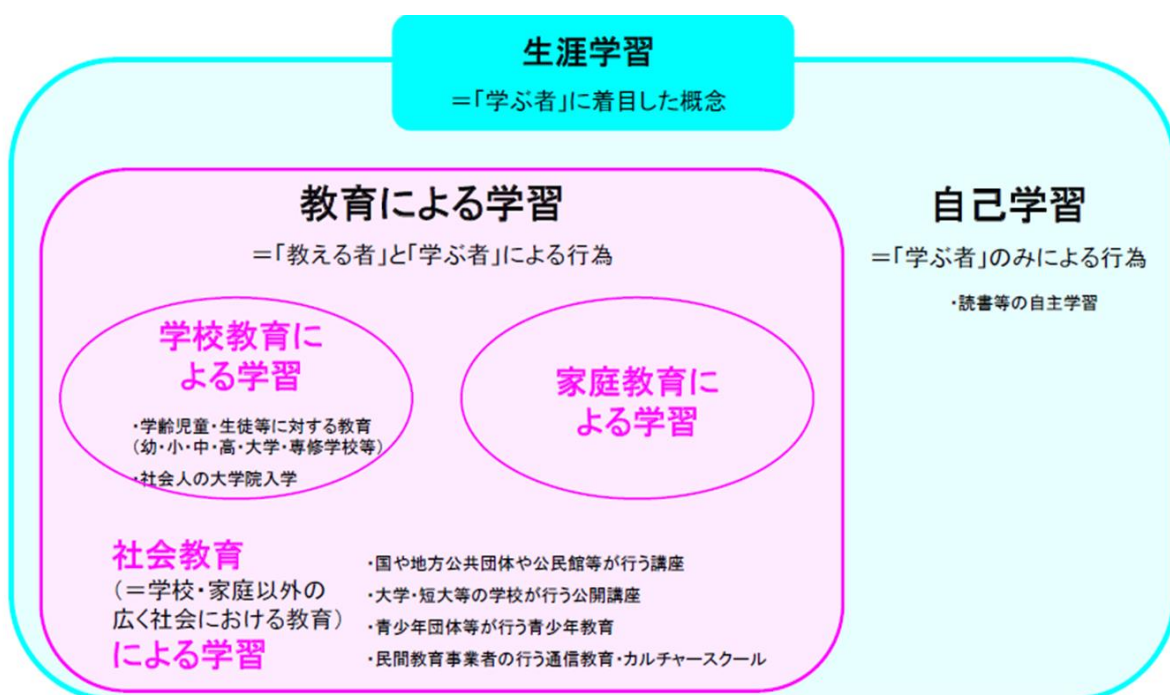 生涯学習
＝「学ぶ者」に着目した概念
教育による学習
＝「教える者」と「学ぶ者」による行為
自己学習
＝「学ぶ者」のみによる行為
・読書等の自主学習
学校教育に
よる学習
・学齢児童・生徒等に対する教育
（幼・小・中・高・大学・専修学校等）
・社会人の大学院入学
家庭教育に
よる学習
社会教育
（＝学校・家庭以外の
広く社会における教育）
による学習
・国や地方公共団体や公民館等が行う講座
・大学・短大等の学校が行う公開講座
・青少年団体等が行う青少年教育
・民間教育事業者の行う通信教育・カルチャースクール